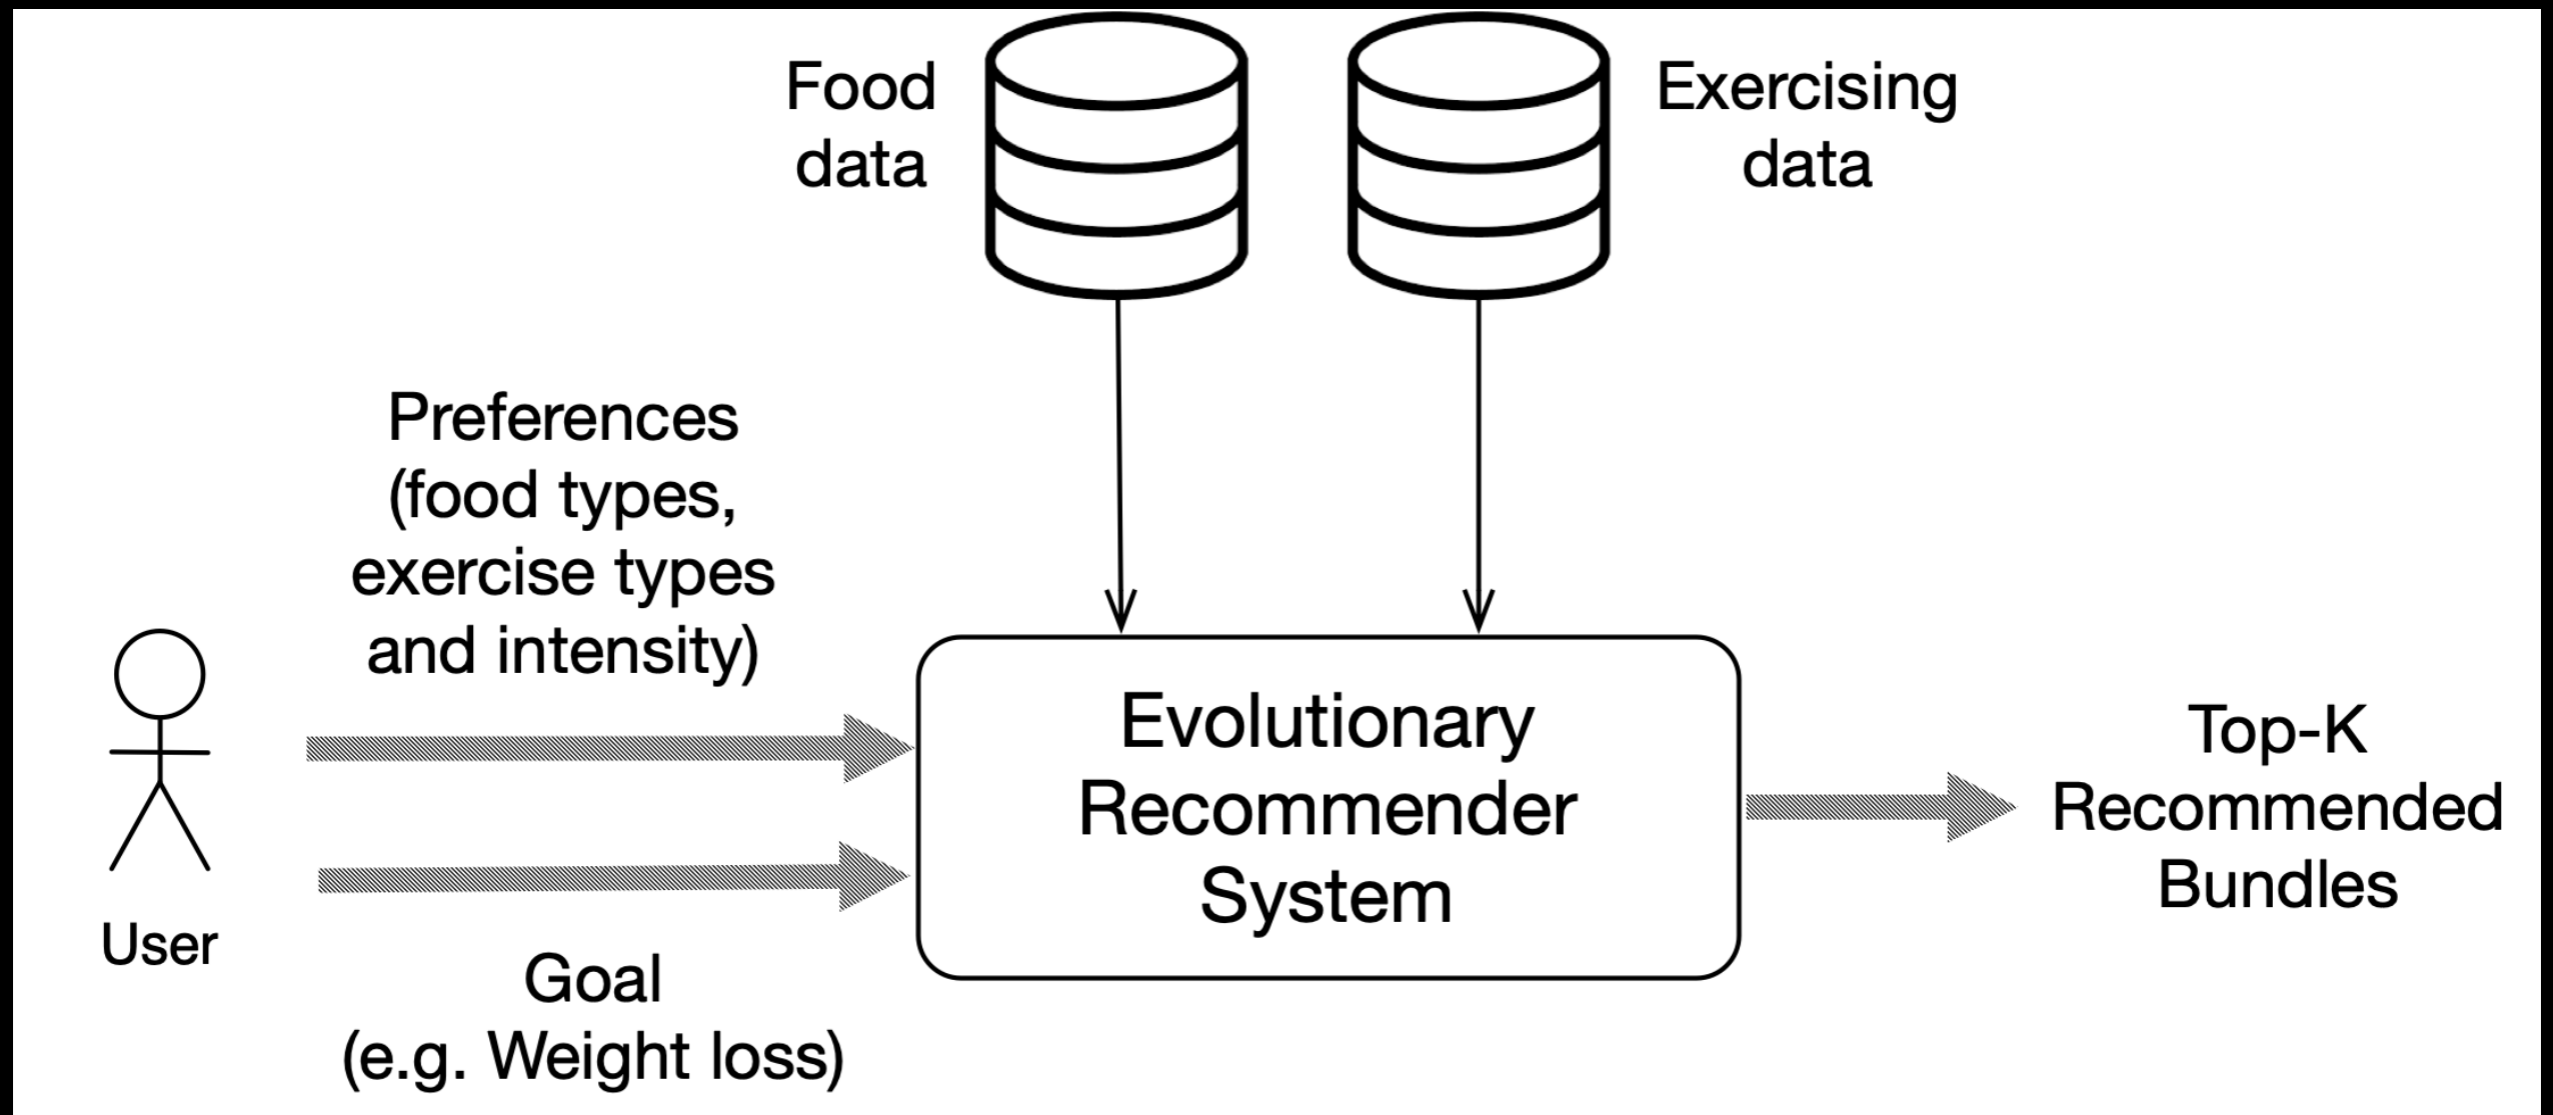 Food
data
Exercising
data
Preferences
(food types,
exercise types
and intensity)
User
Goal
(e.g. Weight loss)
Evolutionary
Recommender
System
Top-K
Recommended
Bundles